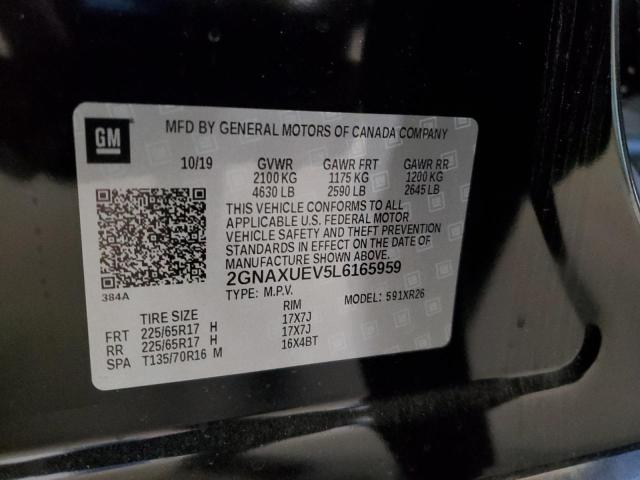 GM
MFD BY GENERAL MOTORS OF CANADA COMPANY
10/19 GVWR GAWR FRT GAWR RR
2100 KG 1175 KG 1200 KG
4630 LB 2590 LB 2645 LB
THIS VEHICLE CONFORMS TO ALL
APPLICABLE U.S. FEDERAL MOTOR
VEHICLE SAFETY AND THEFT PREVENTION
STANDARDS IN EFFECT ON THE DATE OF
MANUFACTURE SHOWN ABOVE.
2GNAXUEV5L6165959
384A TYPE: M.P.V. MODEL: 591XR26
TIRE SIZE RIM
FRT 225/65R17 H 17X7J
RR 225/65R17 H 17X7J
SPA T135/70R16 M 16X4BT